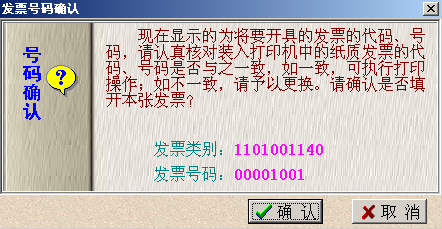 发票号码确认
号码确认
现在显示的为将要开具的发票的代码、号
码，请认真核对装入打印机中的纸质发票的代
码、号码是否与之一致，如一致，可执行打印
操作；如不一致，请予以更换。请确认是否填
开本张发票？
发票类别：1101001140
发票号码：00001001
确认
取消